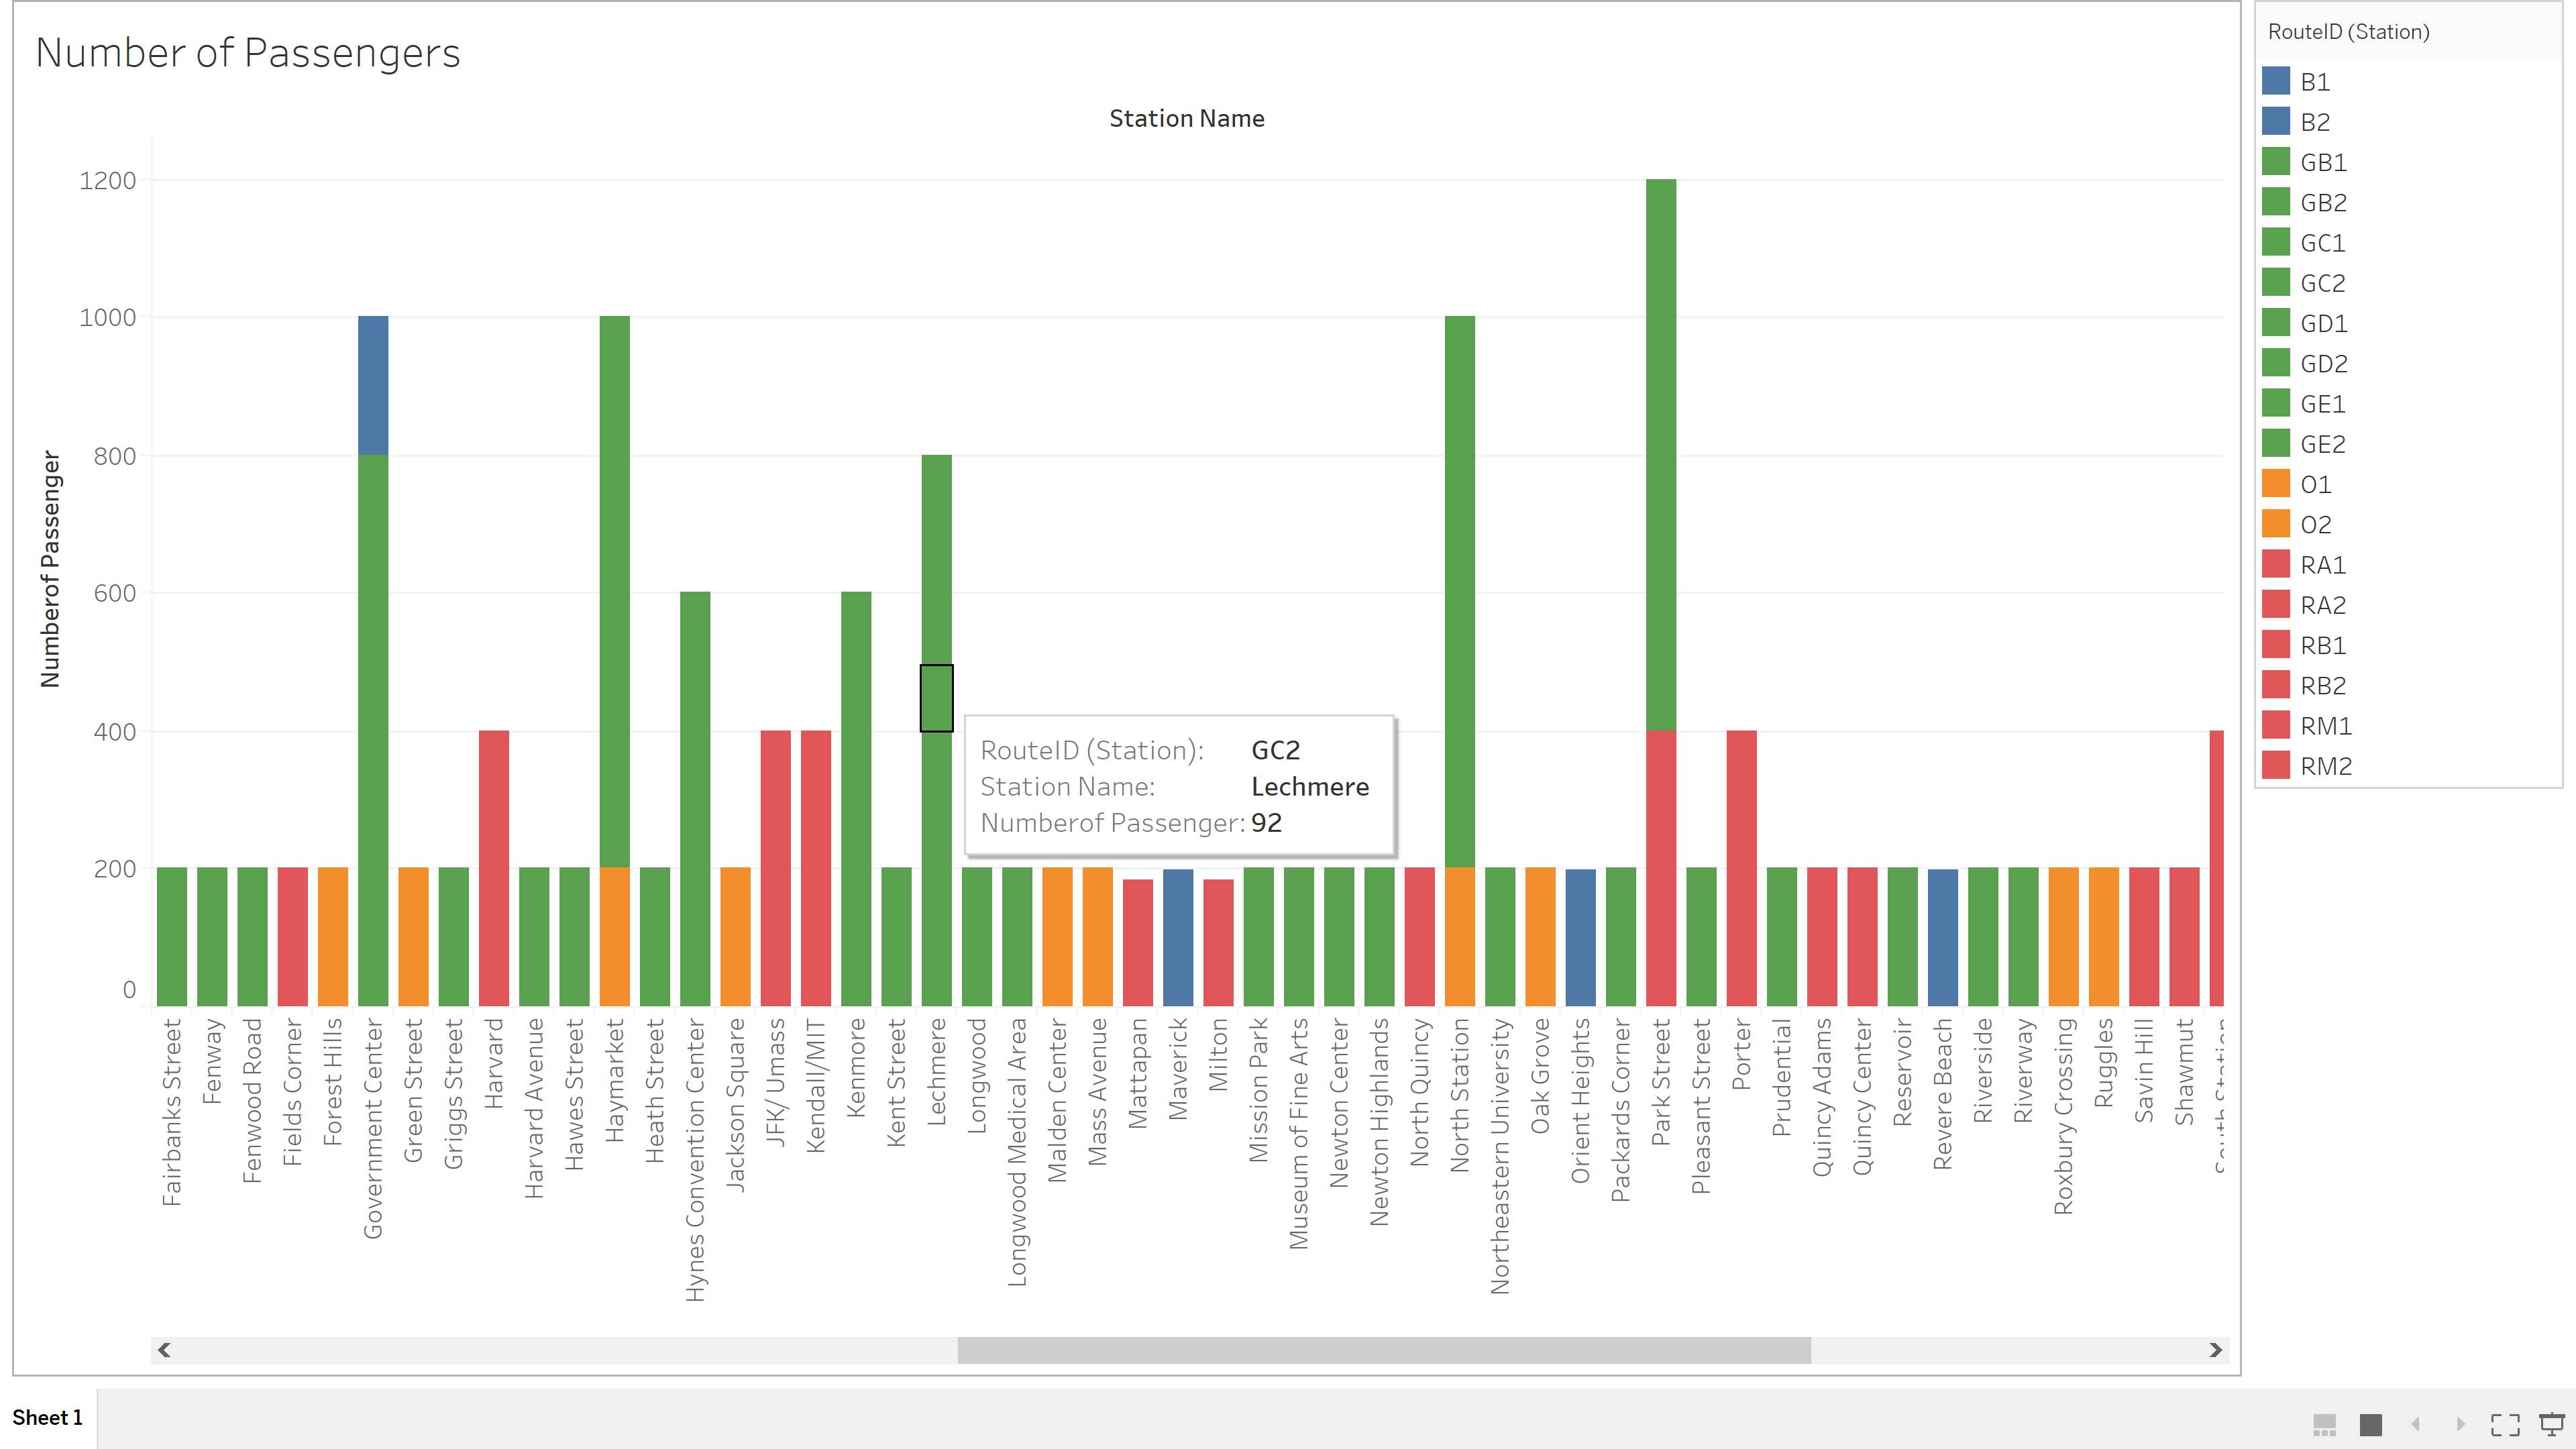 Number of Passengers
Station Name
Numberof Passenger
1200
1000
800
600
400
200
0
RouteID (Station): GC2
Station Name: Lechmere
Numberof Passenger: 92
Fairbanks Street
Fenway
Fenwood Road
Fields Corner
Forest Hills
Government Center
Green Street
Griggs Street
Harvard
Harvard Avenue
Hawes Street
Haymarket
Heath Street
Hynes Convention Center
Jackson Square
JFK/ Umass
Kendall/MIT
Kenmore
Kent Street
Lechmere
Longwood
Longwood Medical Area
Malden Center
Mass Avenue
Mattapan
Maverick
Milton
Mission Park
Museum of Fine Arts
Newton Center
Newton Highlands
North Quincy
North Station
Northeastern University
Oak Grove
Orient Heights
Packards Corner
Park Street
Pleasant Street
Porter
Prudential
Quincy Adams
Quincy Center
Reservoir
Revere Beach
Riverside
Riverway
Roxbury Crossing
Ruggles
Savin Hill
Shawmut
RouteID (Station)
B1
B2
GB1
GB2
GC1
GC2
GD1
GD2
GE1
GE2
O1
O2
RA1
RA2
RB1
RB2
RM1
RM2
Sheet 1